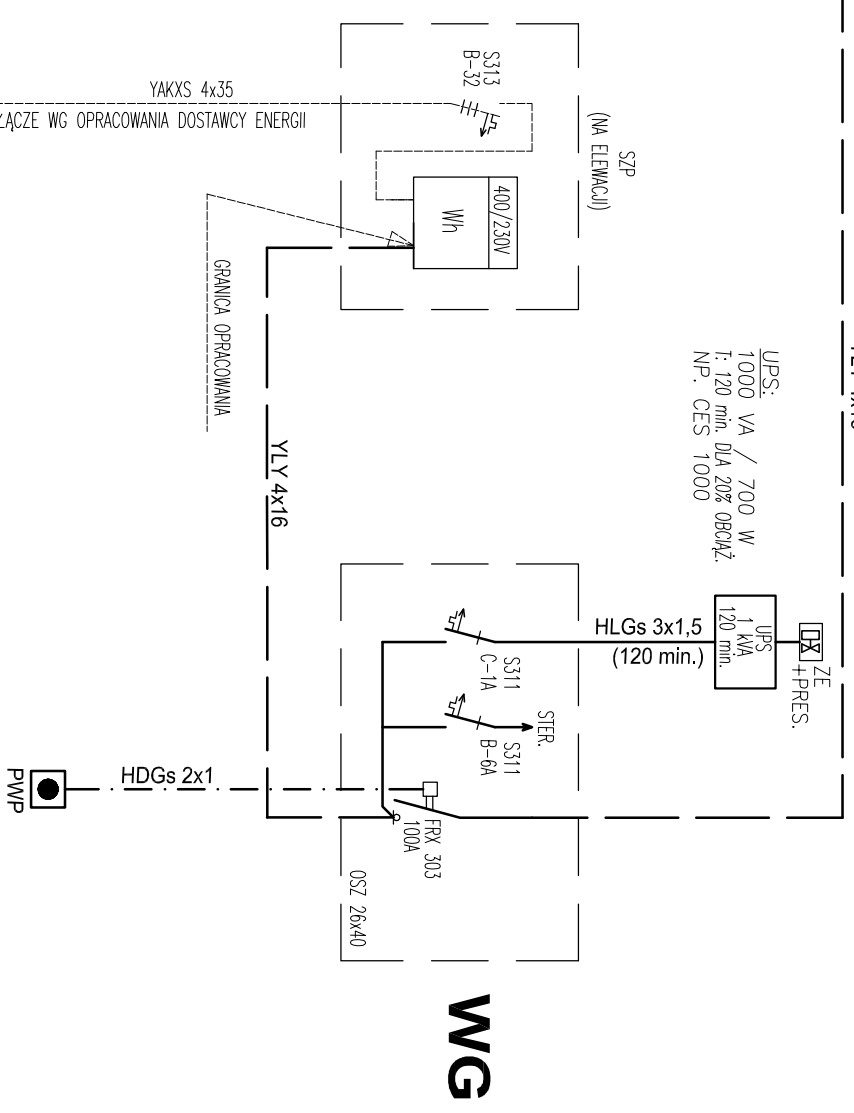 YAKXS 4x35
ŁĄCZE WG OPRACOWANIA DOSTAWCY ENERGII
S313
B-32
SZP
(NA ELEWACJI)
400/230V
Wh
GRANICA OPRACOWANIA
YLY 4x16
UPS:
1000 VA / 700 W
T: 120 min. DLA 20% OBCIĄŻ.
NP. CES 1000
UPS
1 kVA
120 min.
ZE
+PRES.
HLGs 3x1,5
(120 min.)
S311
C-1A
S311
B-6A
STER.
FRX 303
100A
OSZ 26x40
HDGs 2x1
PWP
WG